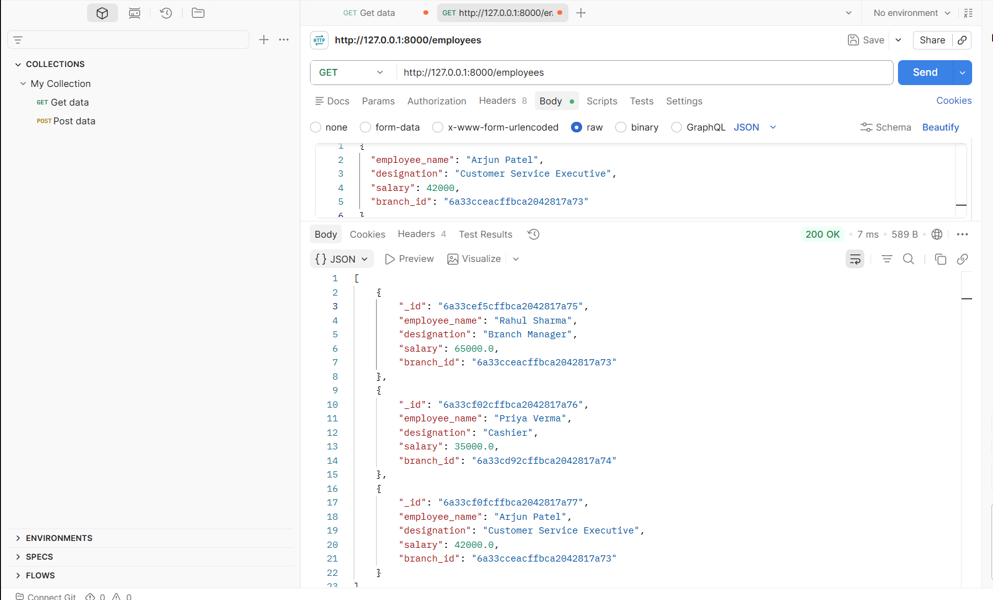 GET Get data
GET http://127.0.0.1:8000/er.
No environment
http://127.0.0.1:8000/employees
Save
Share
COLLECTIONS
My Collection
GET Get data
POST Post data
GET
http://127.0.0.1:8000/employees
Send
Docs
Params
Authorization
Headers 8
Body
Scripts
Tests
Settings
Cookies
none
form-data
x-www-form-urlencoded
raw
binary
GraphQL
JSON
Schema
Beautify
1 {
2 "employee_name": "Arjun Patel",
3 "designation": "Customer Service Executive",
4 "salary": 42000,
5 "branch_id": "6a33cceacffbca2042817a73"
6 }
Body
Cookies
Headers 4
Test Results
200 OK
7 ms
589 B
{} JSON
Preview
Visualize
1 [
2 {
3 "_id": "6a33cef5cffbca2042817a75",
4 "employee_name": "Rahul Sharma",
5 "designation": "Branch Manager",
6 "salary": 65000.0,
7 "branch_id": "6a33cceacffbca2042817a73"
8 },
9 {
10 "_id": "6a33cf02cffbca2042817a76",
11 "employee_name": "Priya Verma",
12 "designation": "Cashier",
13 "salary": 35000.0,
14 "branch_id": "6a33cd92cffbca2042817a74"
15 },
16 {
17 "_id": "6a33cf0fcffbca2042817a77",
18 "employee_name": "Arjun Patel",
19 "designation": "Customer Service Executive",
20 "salary": 42000.0,
21 "branch_id": "6a33cceacffbca2042817a73"
22 }
23 ]
ENVIRONMENTS
SPECS
FLOWS
Connect Git
0
0